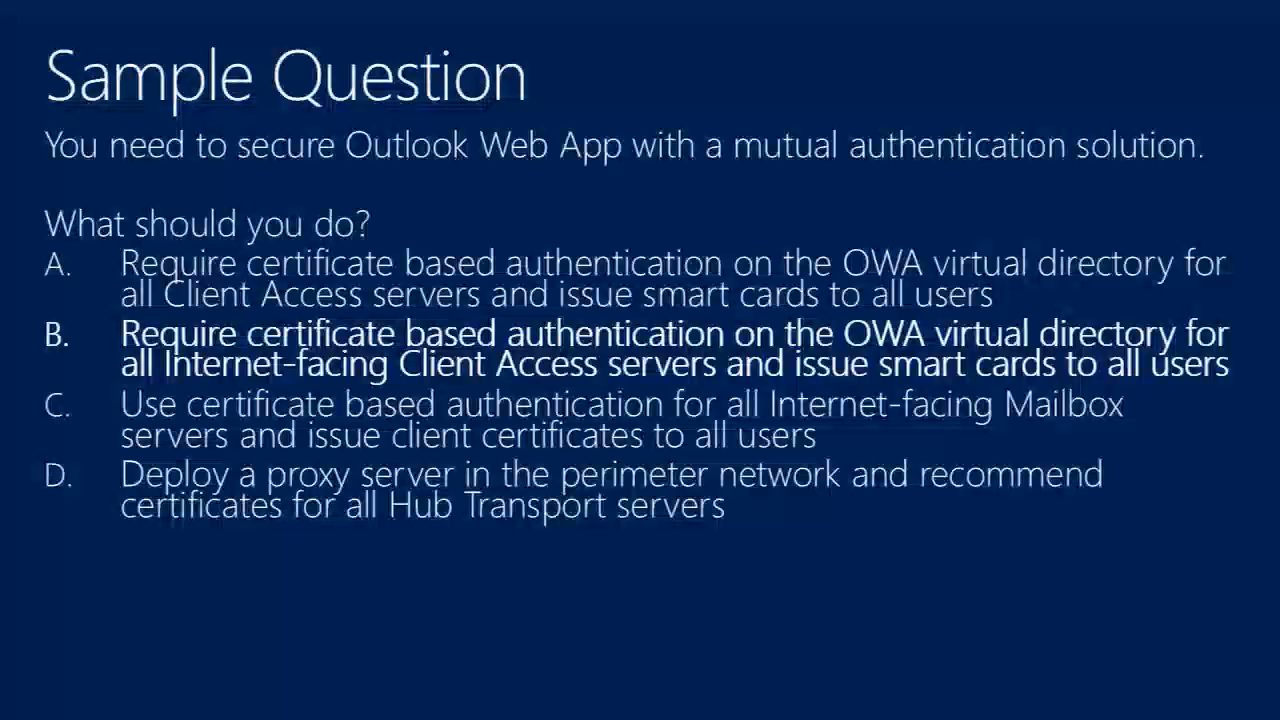 Sample Question
You need to secure Outlook Web App with a mutual authentication solution.
What should you do?
A. Require certificate based authentication on the OWA virtual directory for
all Client Access servers and issue smart cards to all users
B. Require certificate based authentication on the OWA virtual directory for
all Internet-facing Client Access servers and issue smart cards to all users
C. Use certificate based authentication for all Internet-facing Mailbox
servers and issue client certificates to all users
D. Deploy a proxy server in the perimeter network and recommend
certificates for all Hub Transport servers